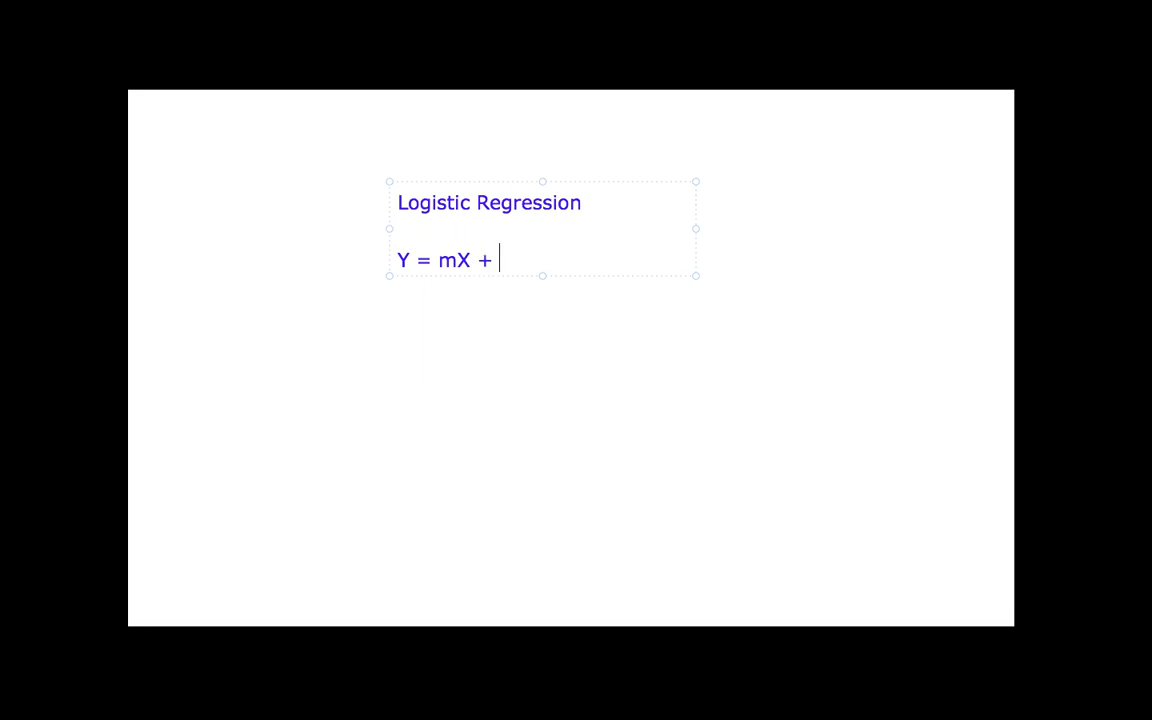 Logistic Regression
Y = mX +